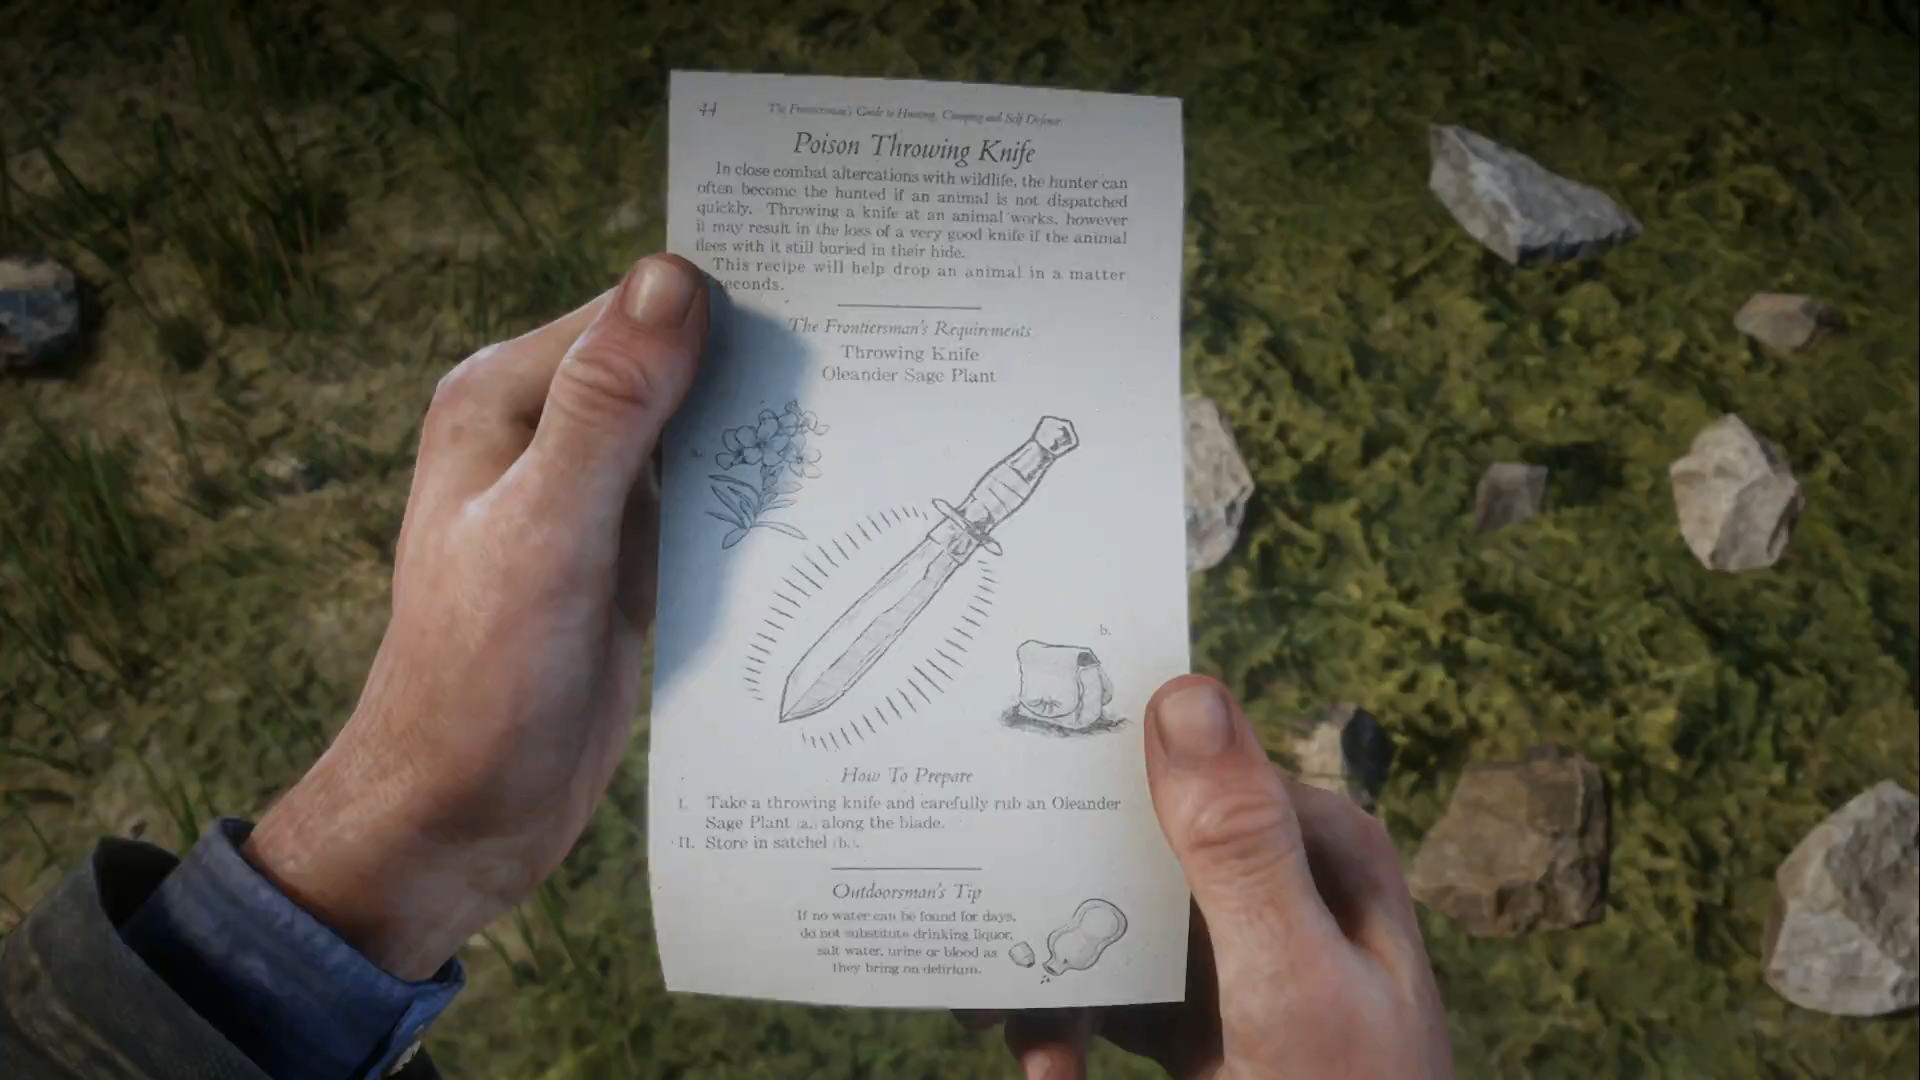 44
The Frontiersman's Guide to Hunting, Camping and Self Defense.
Poison Throwing Knife
In close combat altercations with wildlife, the hunter can
often become the hunted if an animal is not dispatched
quickly. Throwing a knife at an animal works, however
it may result in the loss of a very good knife if the animal
flees with it still buried in their hide.
This recipe will help drop an animal in a matter
seconds.
The Frontiersman's Requirements
Throwing Knife
Oleander Sage Plant
a.
b.
How To Prepare
I. Take a throwing knife and carefully rub an Oleander
Sage Plant (a.) along the blade.
II. Store in satchel (b.).
Outdoorsman's Tip
If no water can be found for days,
do not substitute drinking liquor,
salt water, urine or blood as
they bring on delirium.